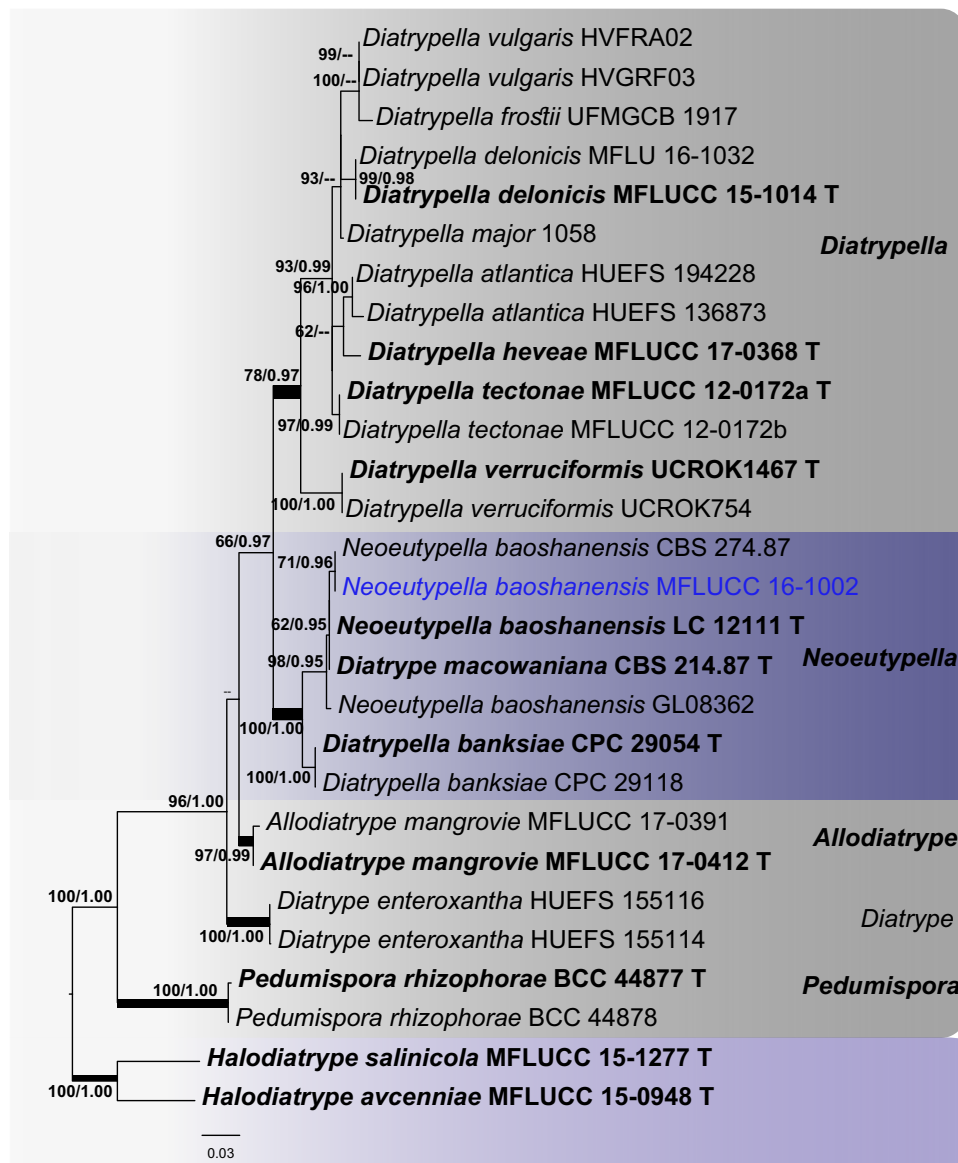 Diatrypella vulgaris HVFRA02
99/--
100/--
Diatrypella vulgaris HVGRF03
Diatrypella frostii UFMGCB 1917
Diatrypella delonicis MFLU 16-1032
93/--
99/0.98
Diatrypella delonicis MFLUCC 15-1014 T
Diatrypella major 1058
Diatrypella
93/0.99
Diatrypella atlantica HUEFS 194228
96/1.00
Diatrypella atlantica HUEFS 136873
62/--
Diatrypella heveae MFLUCC 17-0368 T
78/0.97
Diatrypella tectonae MFLUCC 12-0172a T
97/0.99
Diatrypella tectonae MFLUCC 12-0172b
Diatrypella verruciformis UCROK1467 T
100/1.00
Diatrypella verruciformis UCROK754
66/0.97
Neoeutypella baoshanensis CBS 274.87
71/0.96
Neoeutypella baoshanensis MFLUCC 16-1002
62/0.95
Neoeutypella baoshanensis LC 12111 T
Neoeutypella
98/0.95
Diatrype macowaniana CBS 214.87 T
--
Neoeutypella baoshanensis GL08362
100/1.00
Diatrypella banksiae CPC 29054 T
100/1.00
Diatrypella banksiae CPC 29118
96/1.00
Allodiatrype mangrovie MFLUCC 17-0391
Allodiatrype
97/0.99
Allodiatrype mangrovie MFLUCC 17-0412 T
100/1.00
Diatrype enteroxantha HUEFS 155116
Diatrype
100/1.00
Diatrype enteroxantha HUEFS 155114
Pedumispora rhizophorae BCC 44877 T
100/1.00
Pedumispora
Pedumispora rhizophorae BCC 44878
Halodiatrype salinicola MFLUCC 15-1277 T
100/1.00
Halodiatrype avcenniae MFLUCC 15-0948 T
0.03